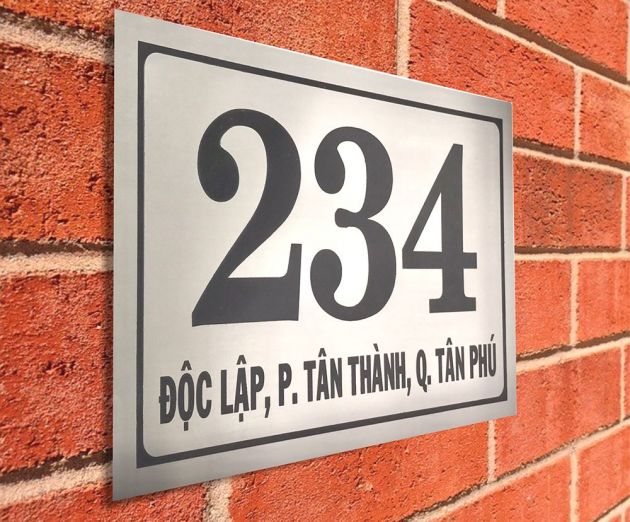 234
ĐỘC LẬP, P. TÂN THÀNH, Q. TÂN PHÚ